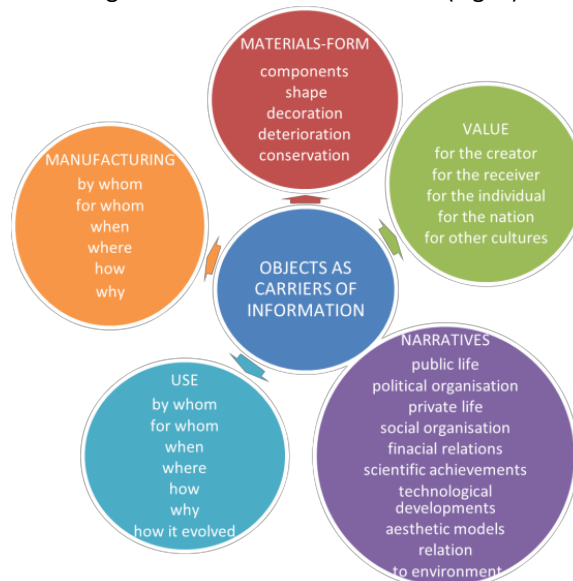 MATERIALS-FORM
components
shape
decoration
deterioration
conservation
VALUE
for the creator
for the receiver
for the individual
for the nation
for other cultures
MANUFACTURING
by whom
for whom
when
where
how
why
OBJECTS AS
CARRIERS OF
INFORMATION
USE
by whom
for whom
when
where
how
why
how it evolved
NARRATIVES
public life
political organisation
private life
social organisation
finacial relations
scientific achievements
technological
developments
aesthetic models
relation
to environment